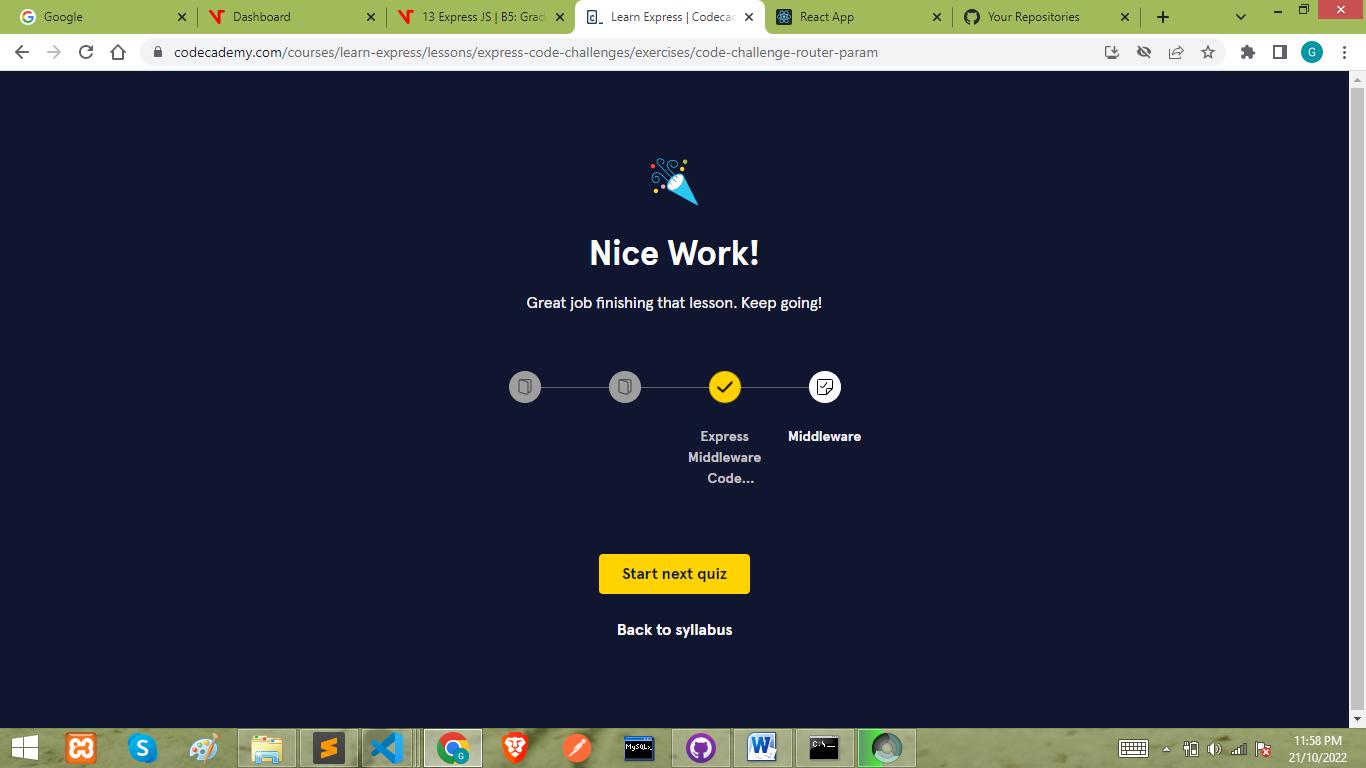 Google
Dashboard
13 Express JS | B5: Grad
Learn Express | Codecac
React App
Your Repositories
codecademy.com/courses/learn-express/lessons/express-code-challenges/exercises/code-challenge-router-param
G
Nice Work!
Great job finishing that lesson. Keep going!
Express
Middleware
Code...
Middleware
Start next quiz
Back to syllabus
11:58 PM
21/10/2022